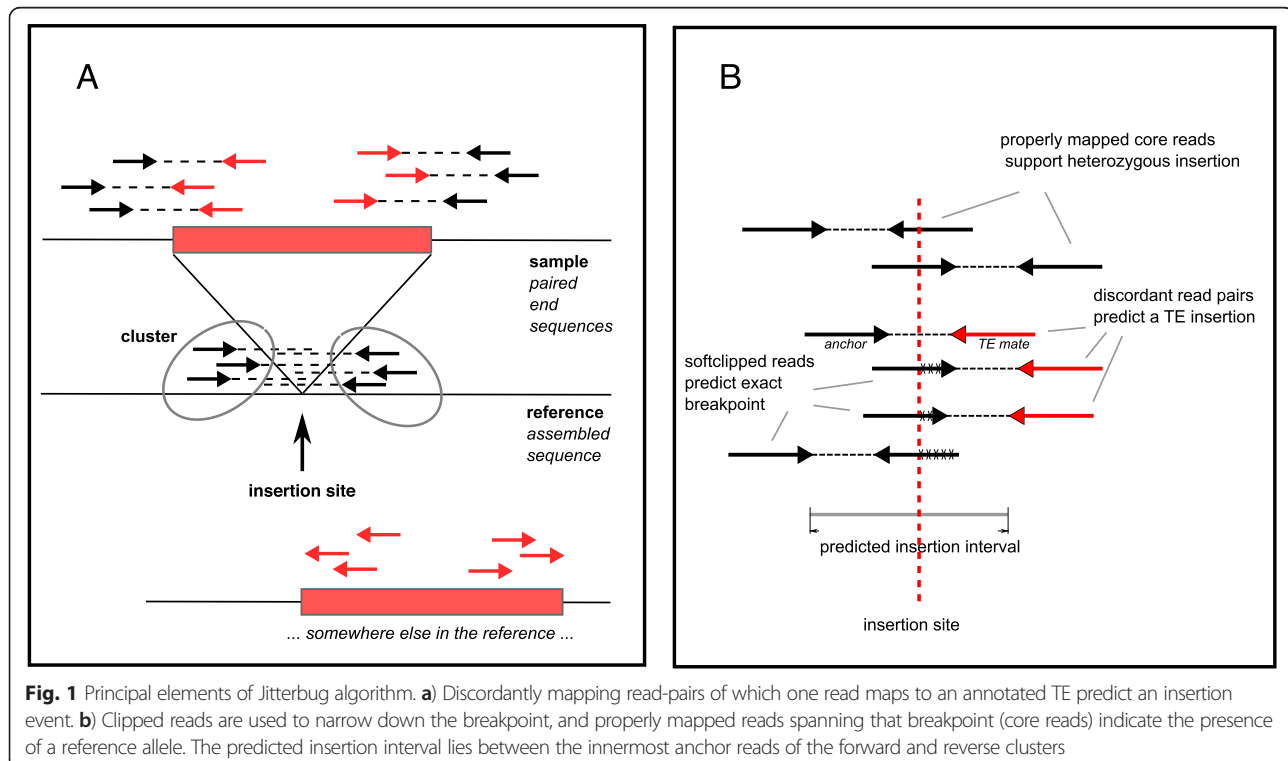 A
sample
paired
end
sequences
cluster
reference
assembled
sequence
insertion site
... somewhere else in the reference ...
B
properly mapped core reads
support heterozygous insertion
discordant read pairs
predict a TE insertion
anchor
TE mate
softclipped reads
predict exact
breakpoint
predicted insertion interval
insertion site
Fig. 1 Principal elements of Jitterbug algorithm. a) Discordantly mapping read-pairs of which one read maps to an annotated TE predict an insertion
event. b) Clipped reads are used to narrow down the breakpoint, and properly mapped reads spanning that breakpoint (core reads) indicate the presence
of a reference allele. The predicted insertion interval lies between the innermost anchor reads of the forward and reverse clusters